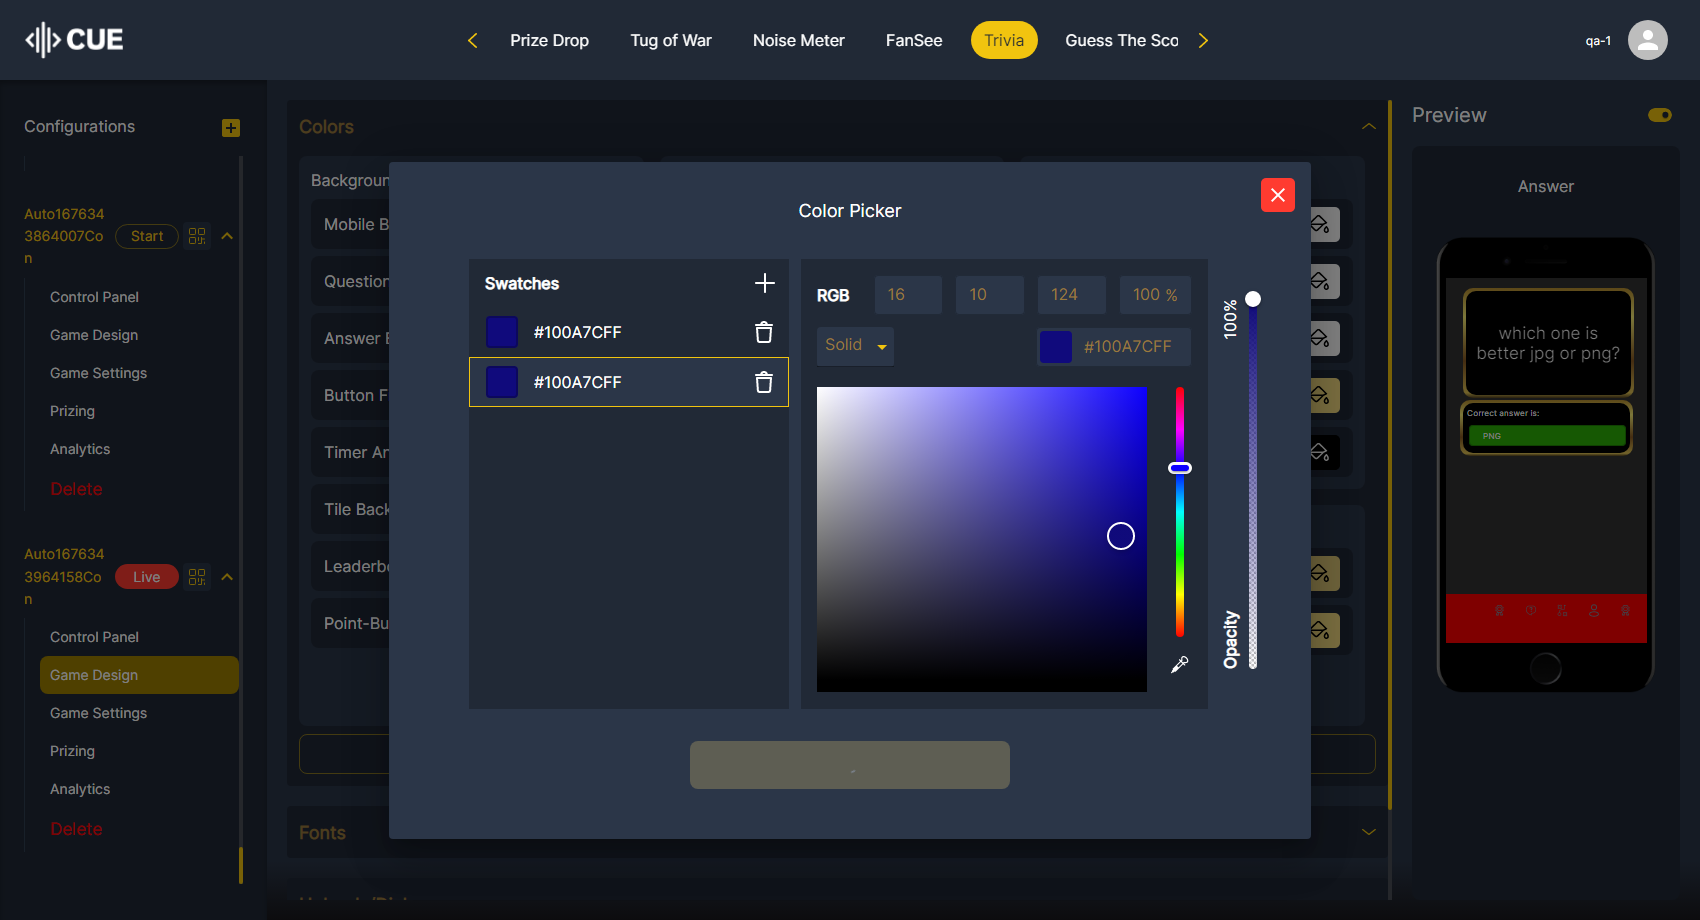 CUE
Prize Drop
Tug of War
Noise Meter
FanSee
Trivia
Guess The Sco
qa-1
Configurations
Auto167634
3864007Co
n
Start
Control Panel
Game Design
Game Settings
Prizing
Analytics
Delete
Auto167634
3964158Co
n
Live
Control Panel
Game Design
Game Settings
Prizing
Analytics
Delete
Colors
Backgroun
Mobile B
Question
Answer
Button F
Timer An
Tile Back
Leaderbo
Point-Bu
Fonts
Color Picker
Swatches
#100A7CFF
#100A7CFF
RGB
16
10
124
100 %
Solid
#100A7CFF
100%
Opacity
Preview
Answer
which one is
better jpg or png?
Correct answer is:
PNG